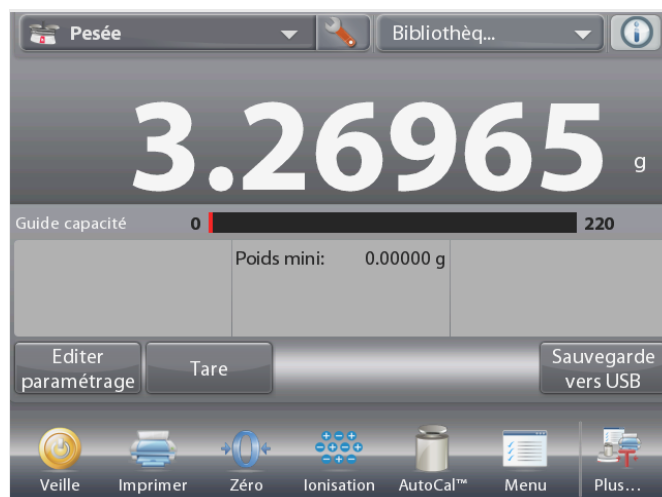 Pesée
Bibliothèq...
3.26965 g
Guide capacité 0 220
Poids mini: 0.00000 g
Editer paramétrage
Tare
Sauvegarde vers USB
Veille Imprimer Zéro Ionisation AutoCal™ Menu Plus...